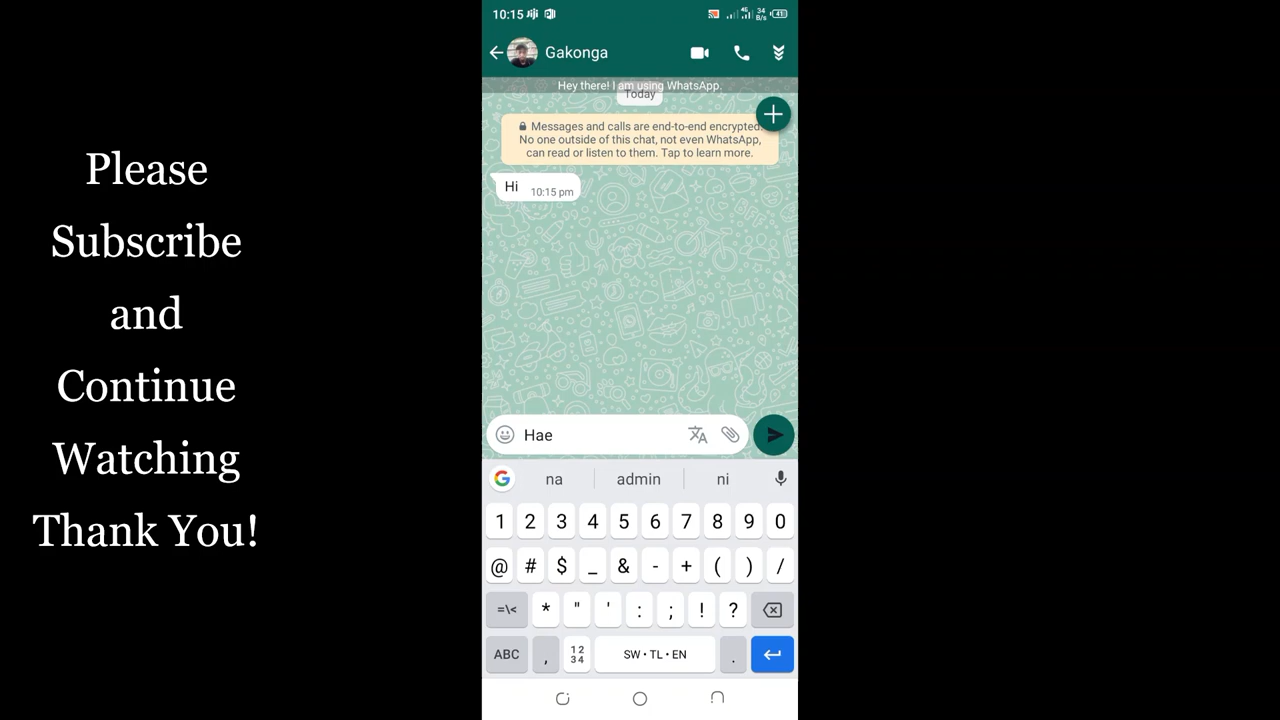 Please
Subscribe
and
Continue
Watching
Thank You!
10:15
4G
34
B/s
41
Gakonga
Hey there! I am using WhatsApp.
Today
Messages and calls are end-to-end encrypted.
No one outside of this chat, not even WhatsApp,
can read or listen to them. Tap to learn more.
Hi 10:15 pm
Hae
G na admin ni
1 2 3 4 5 6 7 8 9 0
@ # $ _ & - + ( ) /
=\< * " ' : ; ! ?
ABC , 12 34 SW • TL • EN .